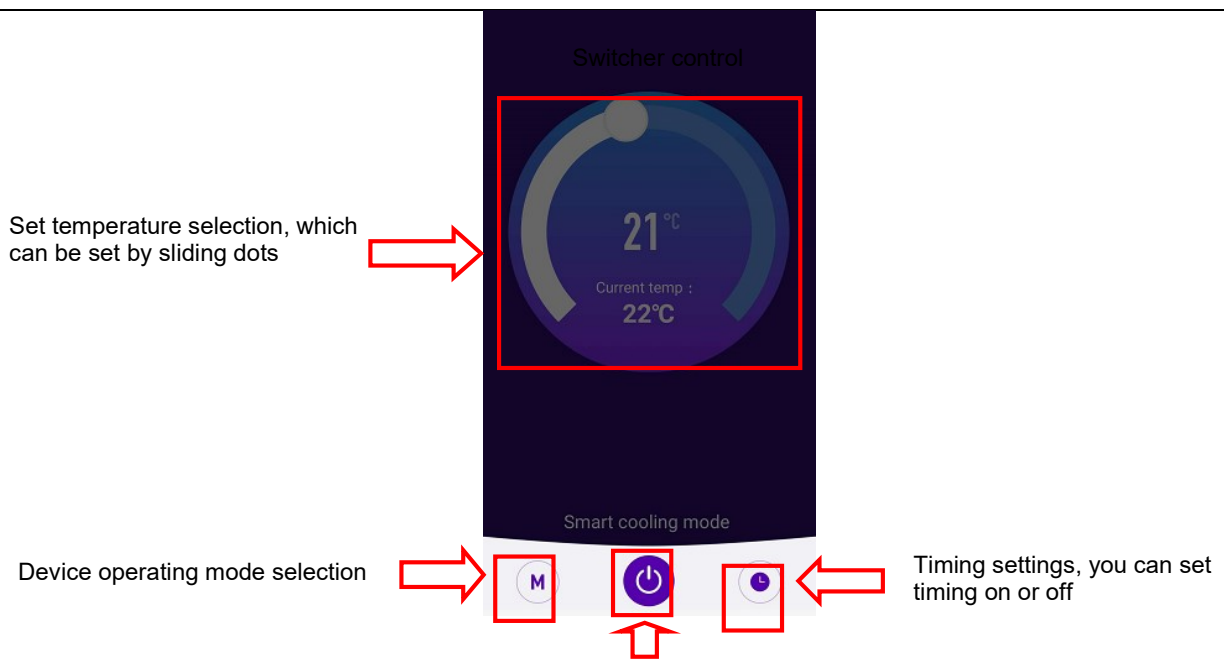 Switcher control
Set temperature selection, which
can be set by sliding dots
21℃
Current temp：
22℃
Smart cooling mode
Device operating mode selection
M
Timing settings, you can set
timing on or off